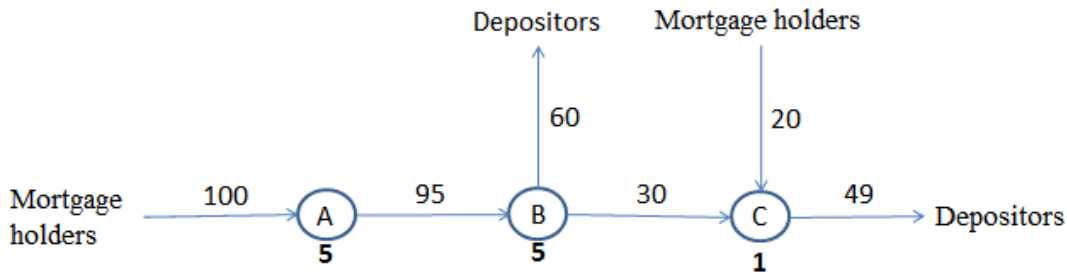 Depositors
Mortgage holders
60
20
Mortgage
holders
100
A
95
B
30
C
49
Depositors
5
5
1